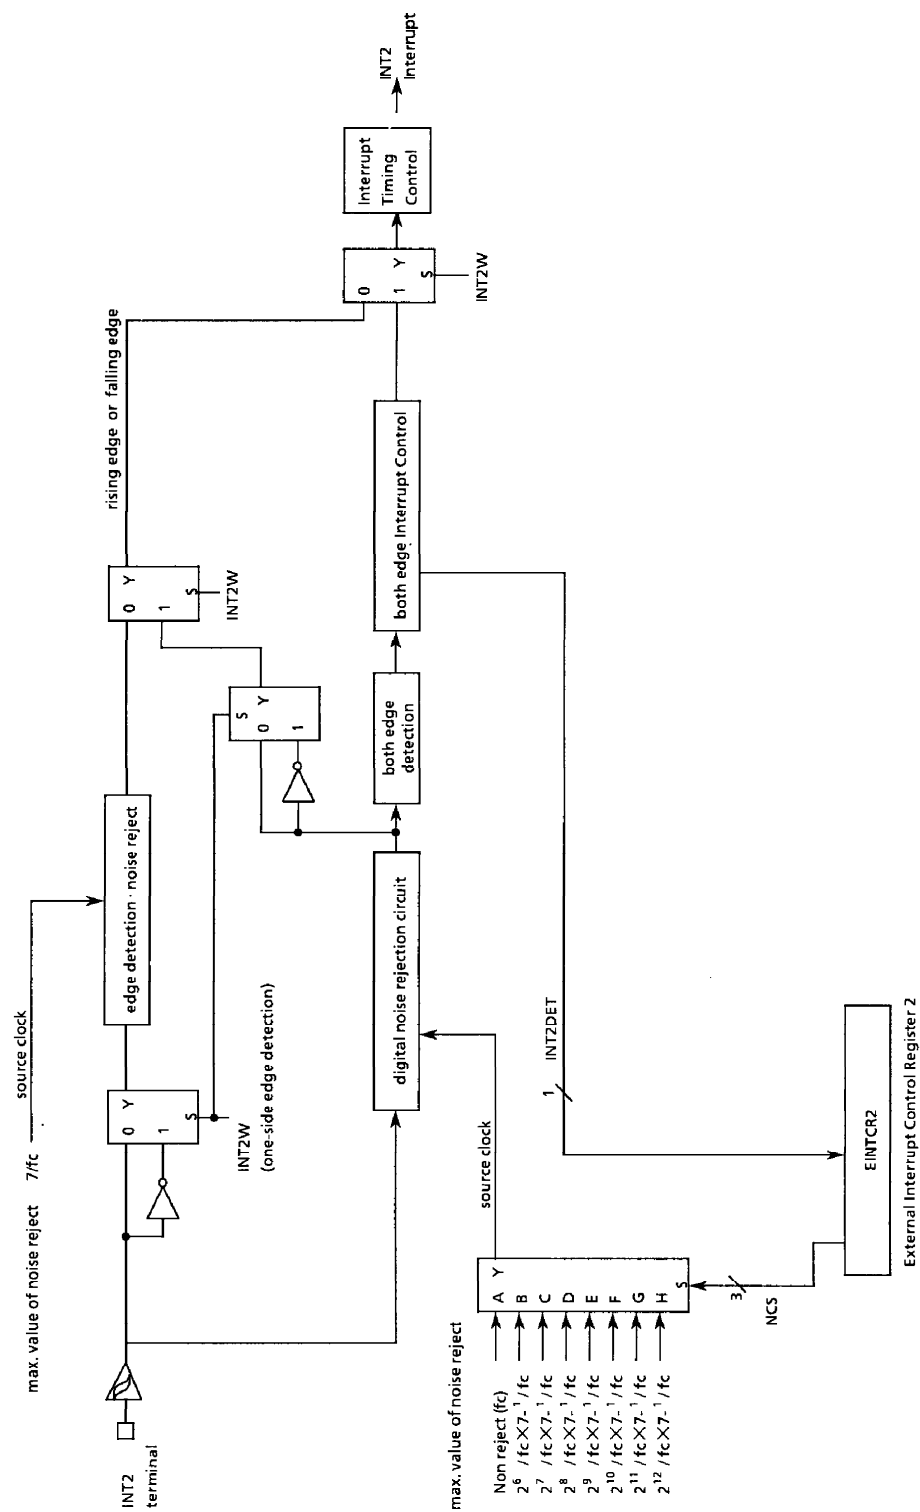 max. value of noise reject 7/fc
source clock
INT2
terminal
0 Y
1
S
INT2W
(one-side edge detection)
edge detection · noise reject
S
0 Y
1
0 Y
1
S
INT2W
rising edge or falling edge
digital noise rejection circuit
both edge
detection
both edge Interrupt Control
0
1 Y
S
INT2W
Interrupt
Timing
Control
INT2
Interrupt
max. value of noise reject
Non reject (fc)
2⁶ /fc×7-¹/fc
2⁷ /fc×7-¹/fc
2⁸ /fc×7-¹/fc
2⁹ /fc×7-¹/fc
2¹⁰ /fc×7-¹/fc
2¹¹ /fc×7-¹/fc
2¹² /fc×7-¹/fc
A Y
B
C
D
E
F
G
H
S
source clock
3
NCS
1
INT2DET
EINTCR2
External Interrupt Control Register 2